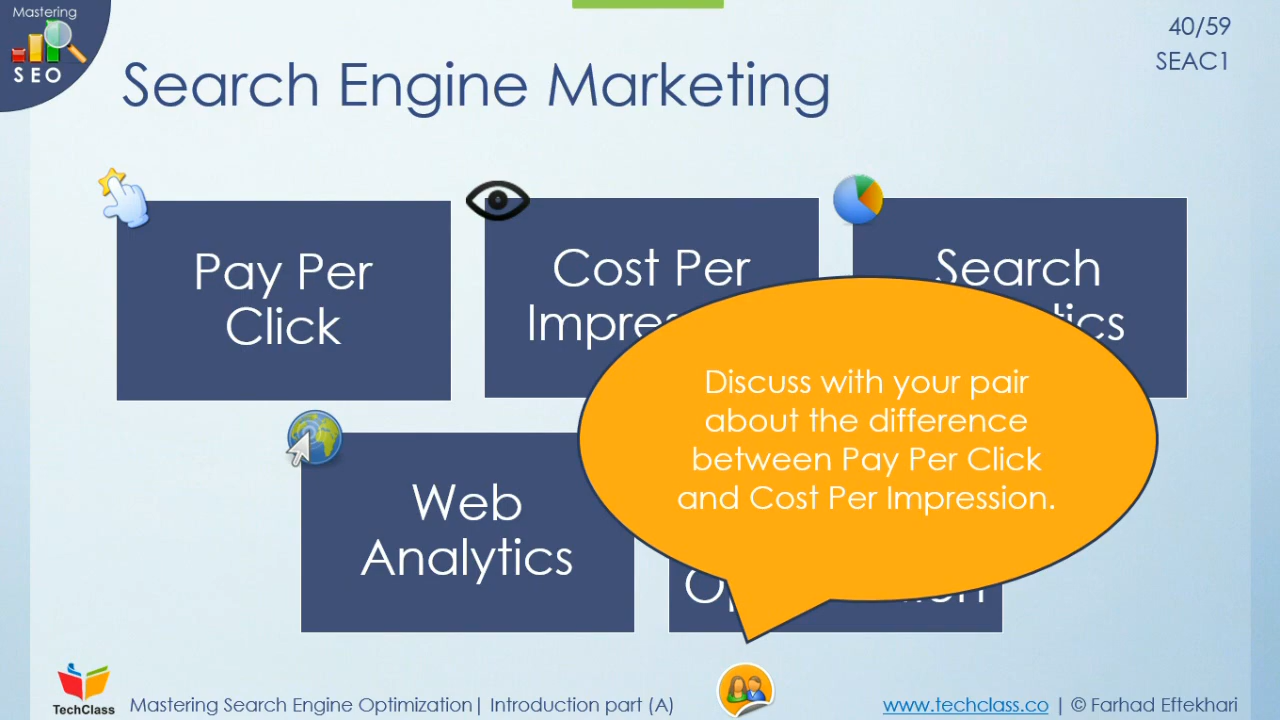 Mastering
SEO
40/59
SEAC1
Search Engine Marketing
Pay Per
Click
Cost Per
Search
Discuss with your pair
about the difference
between Pay Per Click
and Cost Per Impression.
Web
Analytics
TechClass
Mastering Search Engine Optimization| Introduction part (A)
www.techclass.co | © Farhad Eftekhari